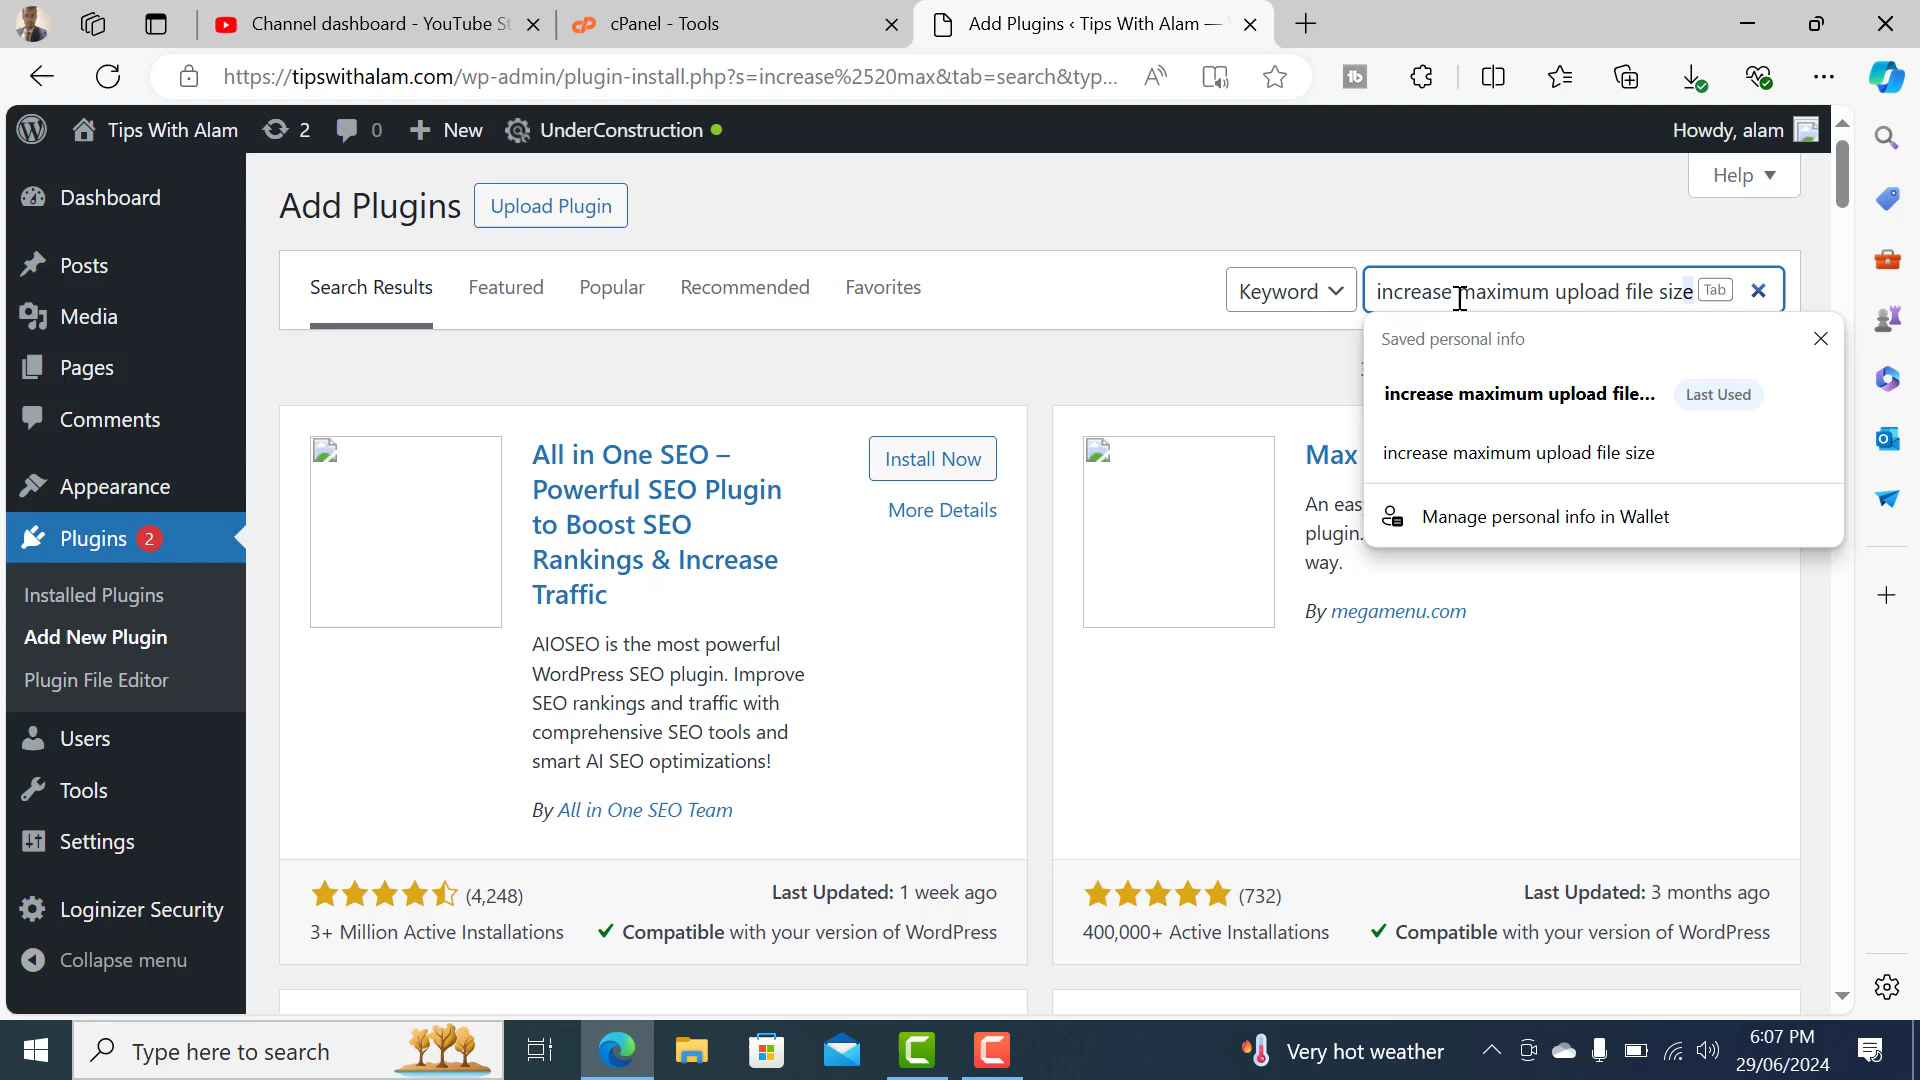 Channel dashboard - YouTube St
cPanel - Tools
Add Plugins ‹ Tips With Alam —
https://tipswithalam.com/wp-admin/plugin-install.php?s=increase%2520max&tab=search&typ...
Tips With Alam
2
0
New
UnderConstruction
Howdy, alam
Help
Dashboard
Posts
Media
Pages
Comments
Appearance
Plugins 2
Installed Plugins
Add New Plugin
Plugin File Editor
Users
Tools
Settings
Loginizer Security
Collapse menu
Add Plugins
Upload Plugin
Search Results
Featured
Popular
Recommended
Favorites
Keyword
increase maximum upload file size
Tab
Saved personal info
increase maximum upload file...
Last Used
increase maximum upload file size
Manage personal info in Wallet
All in One SEO –
Powerful SEO Plugin
to Boost SEO
Rankings & Increase
Traffic
Install Now
More Details
AIOSEO is the most powerful
WordPress SEO plugin. Improve
SEO rankings and traffic with
comprehensive SEO tools and
smart AI SEO optimizations!
By All in One SEO Team
(4,248)
Last Updated: 1 week ago
3+ Million Active Installations
Compatible with your version of WordPress
Max
An eas
plugin.
way.
By megamenu.com
(732)
Last Updated: 3 months ago
400,000+ Active Installations
Compatible with your version of WordPress
Type here to search
Very hot weather
6:07 PM
29/06/2024